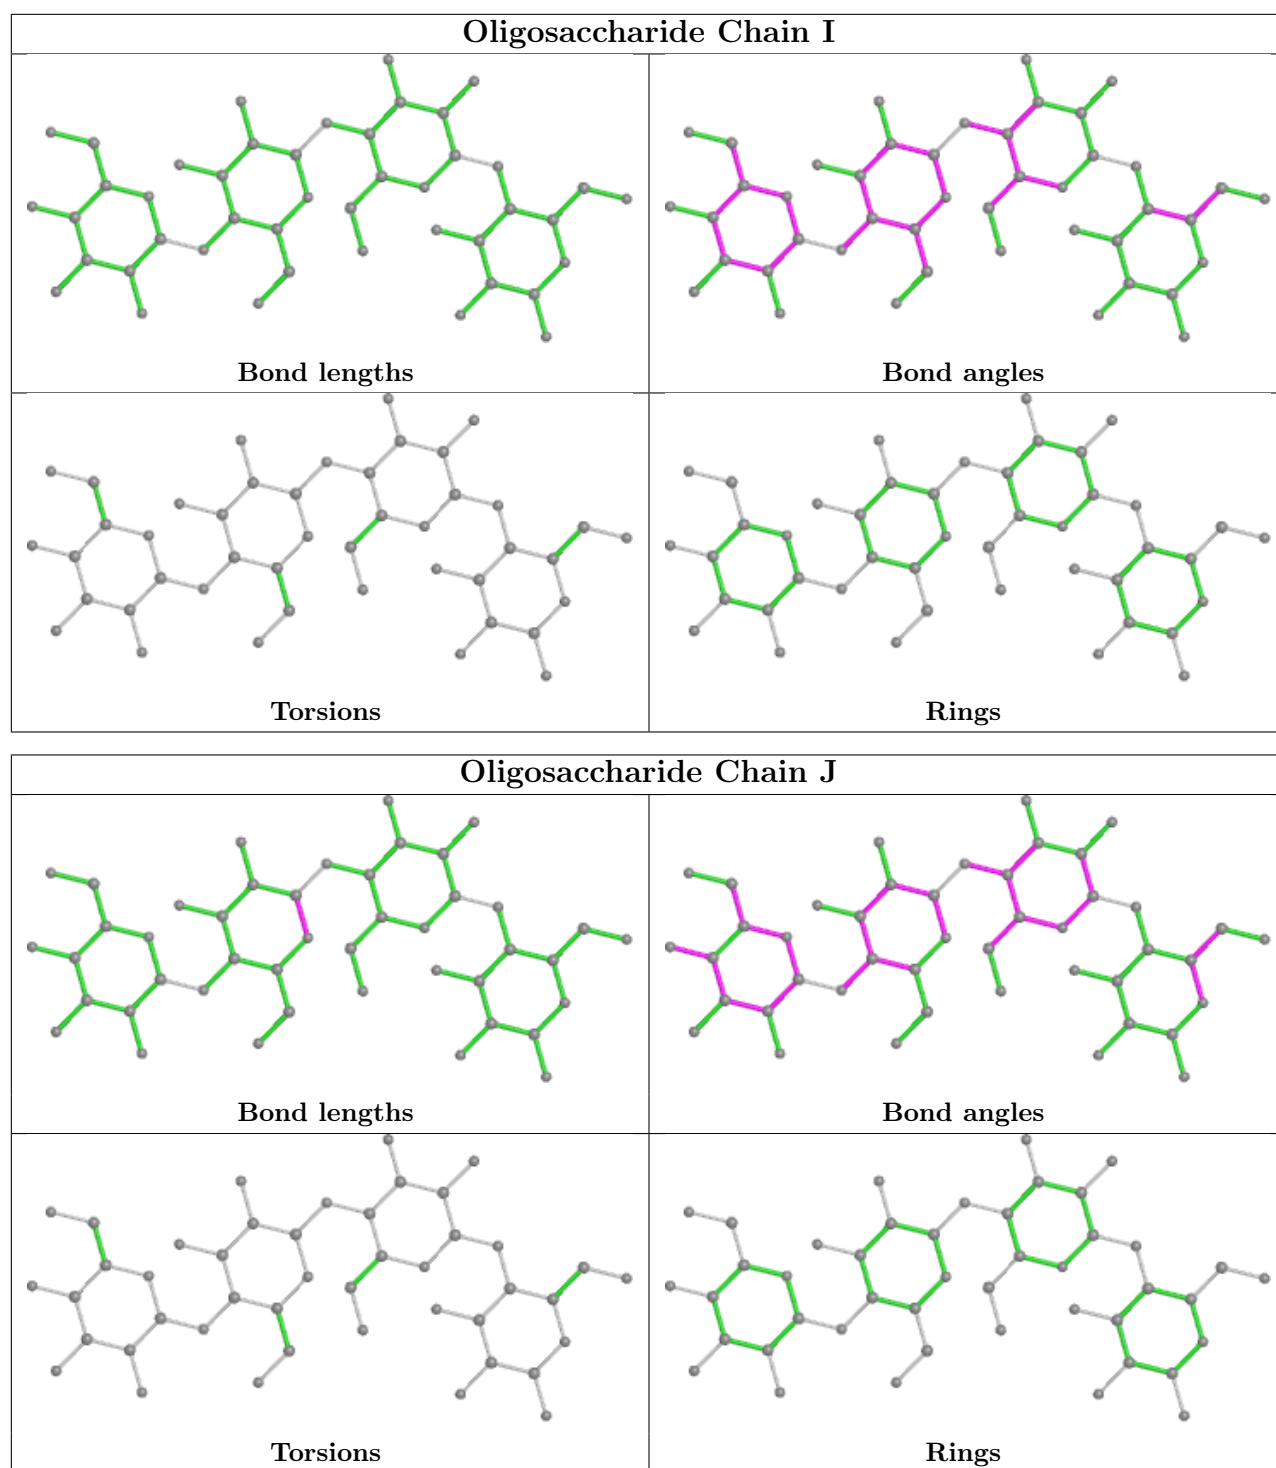 Oligosaccharide Chain I
Bond lengths
Bond angles
Torsions
Rings
Oligosaccharide Chain J
Bond lengths
Bond angles
Torsions
Rings